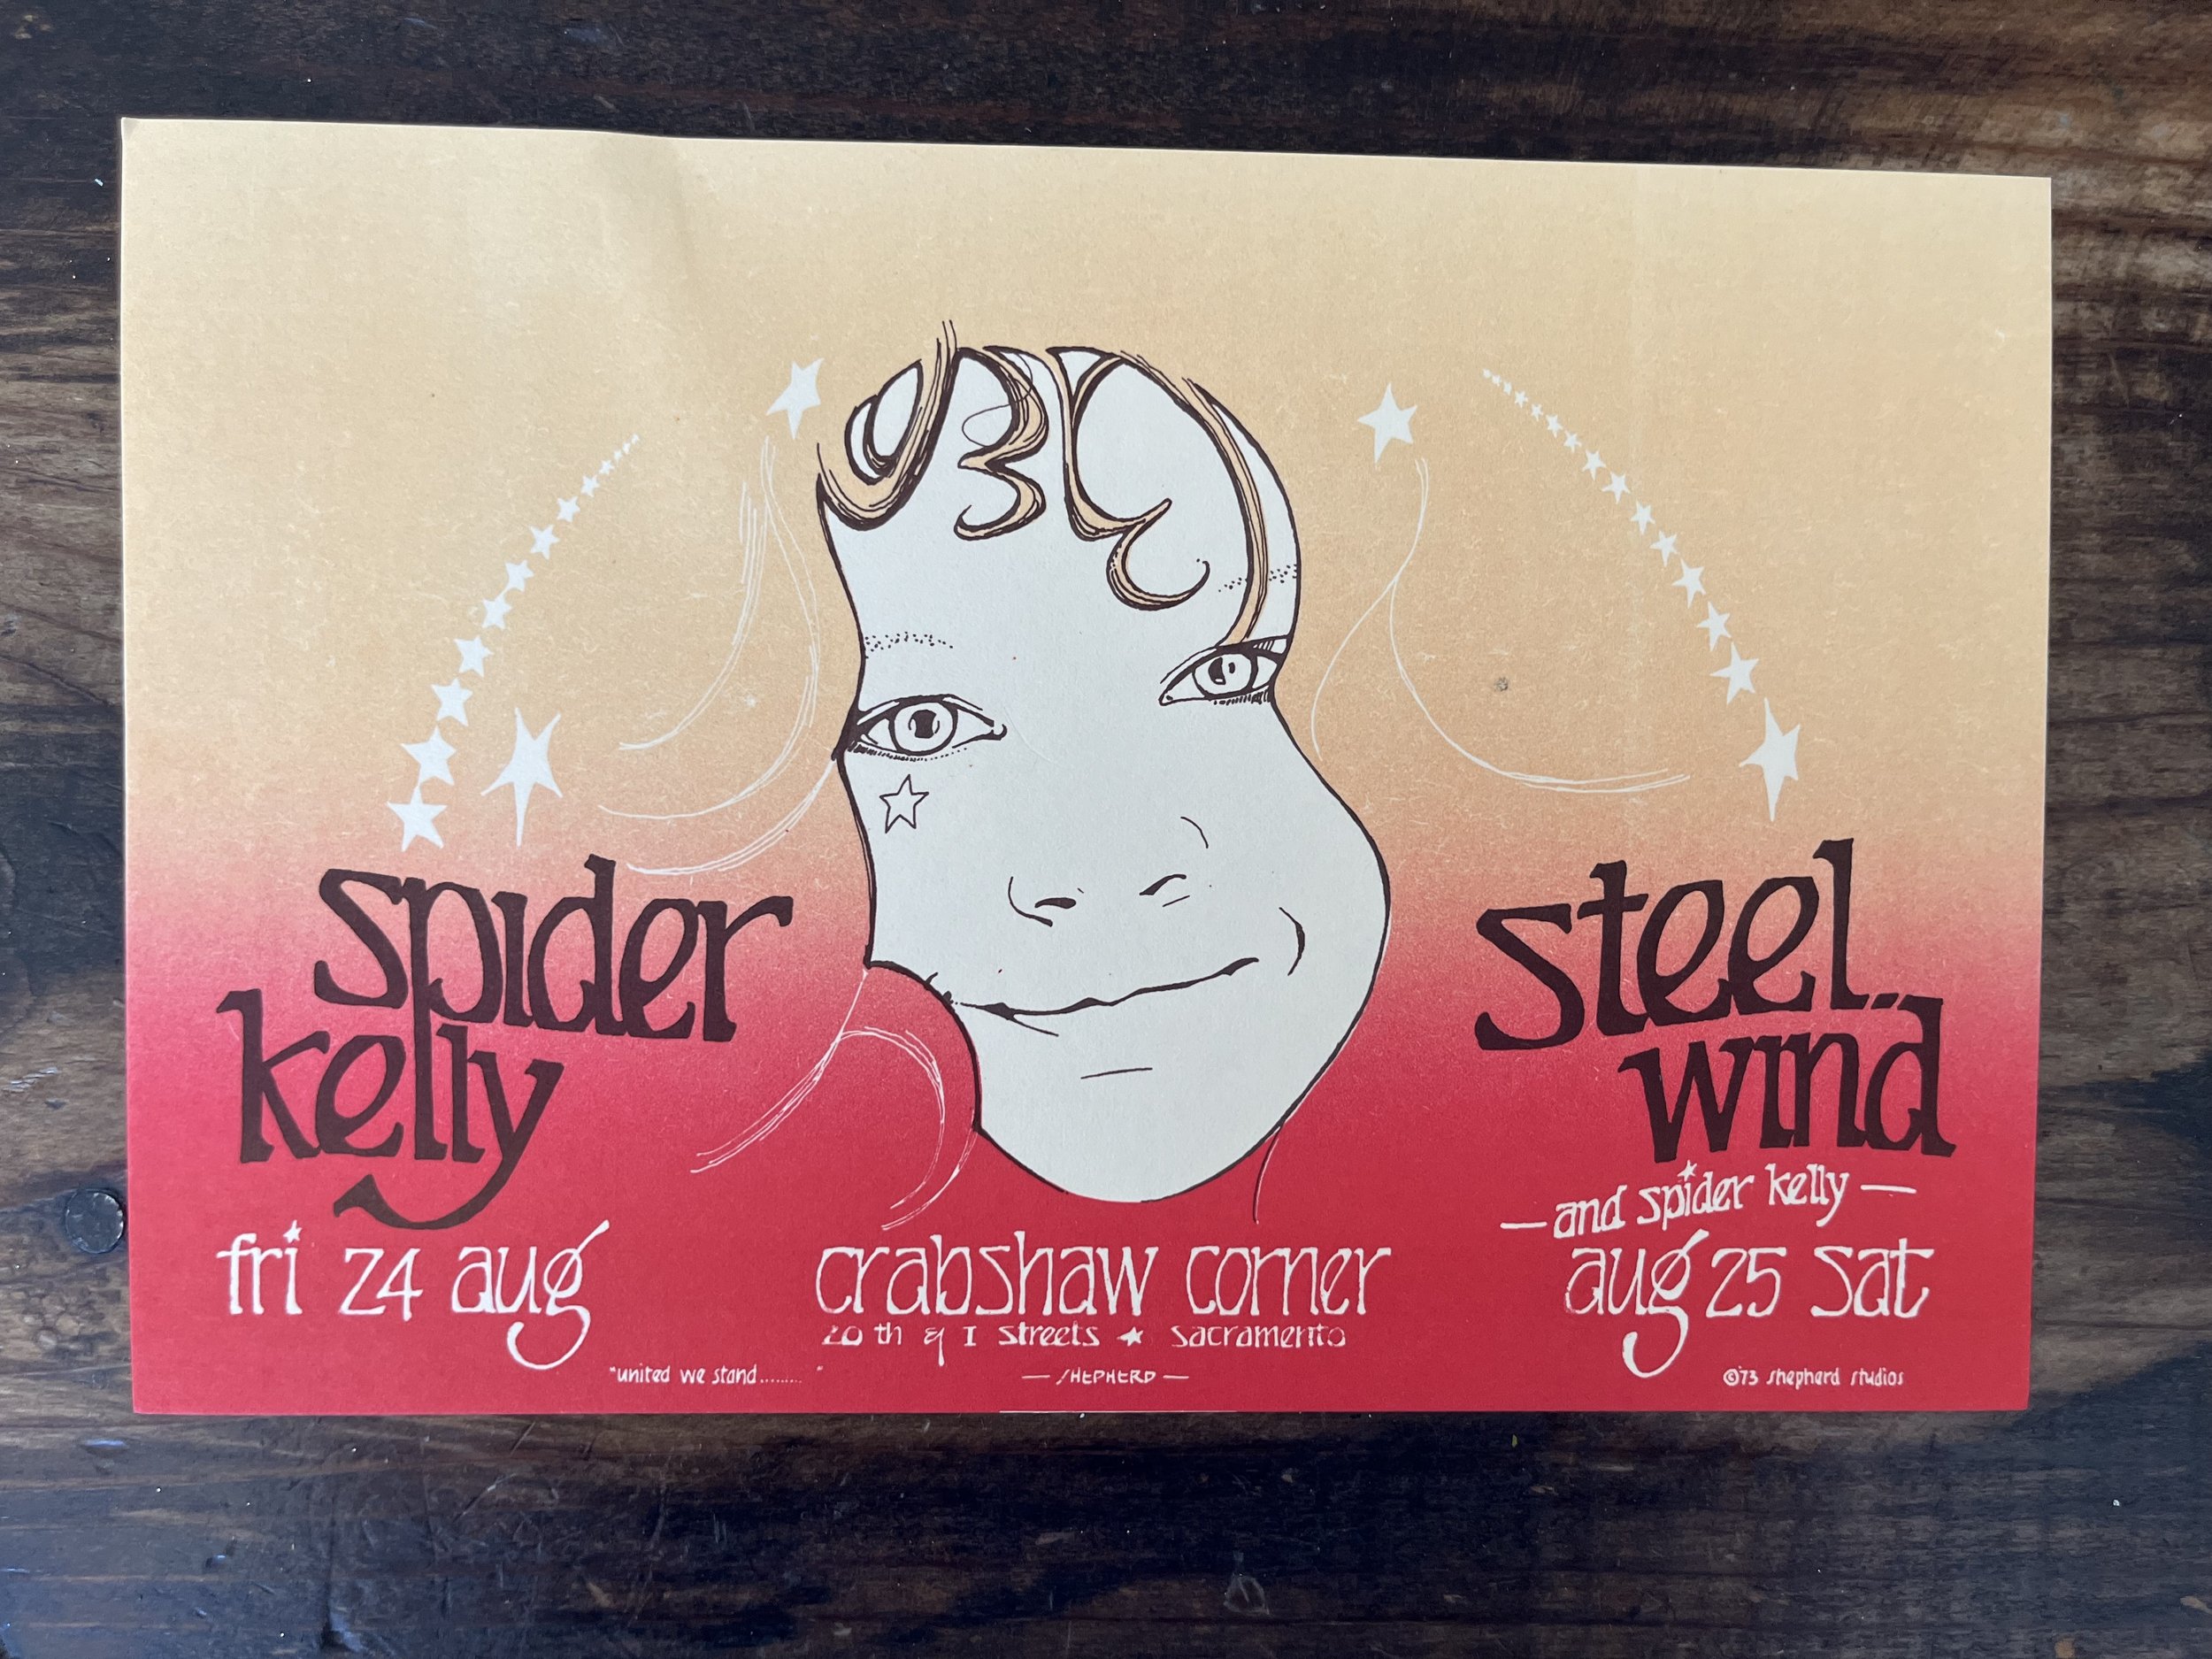 spider
kelly
fri 24 aug
steel..
wind
— and spider kelly —
aug 25 sat
crabshaw corner
20 th & I streets ★ sacramento
"united we stand........"
— SHEPHERD —
©'73 shepherd studios